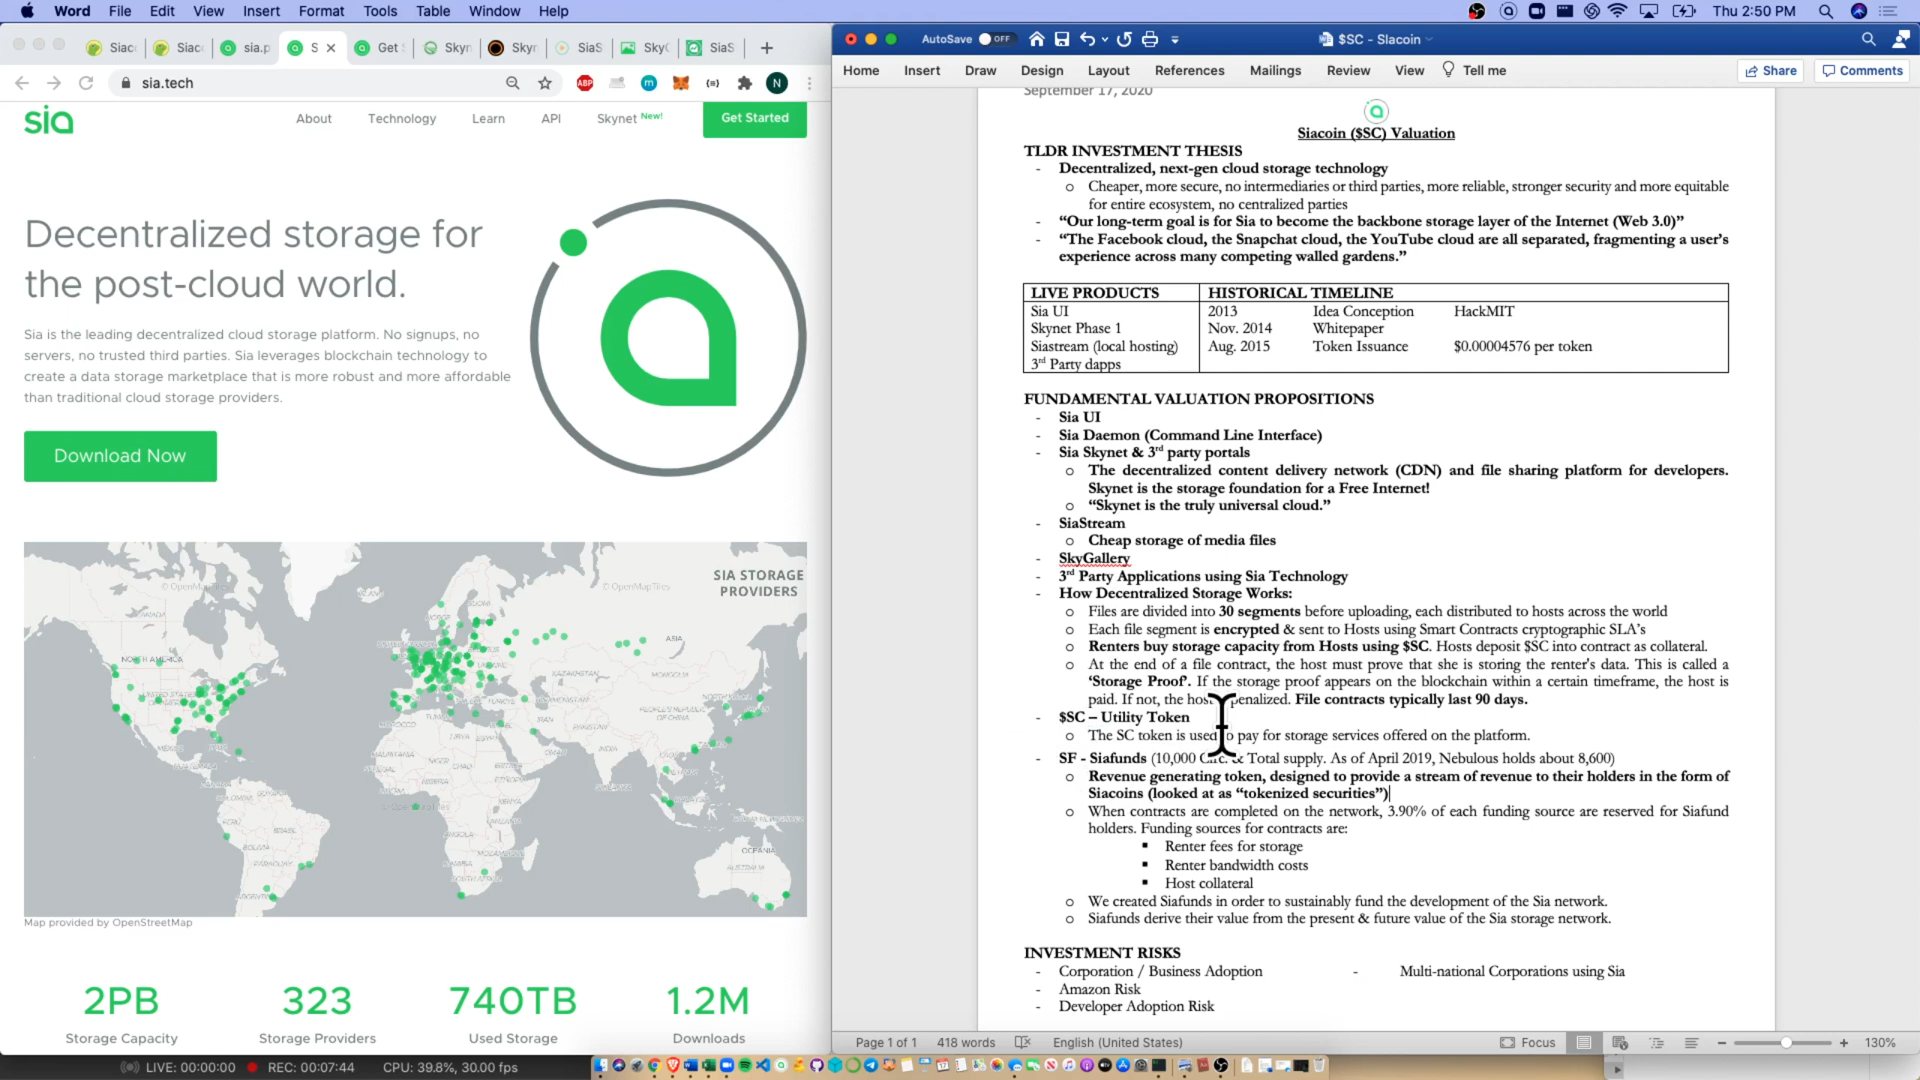 Word File Edit View Insert Format Tools Table Window Help
Thu 2:50 PM
Siac Siac sia.p S Get Skyn Skyn SiaS SkyG SiaS
sia.tech
sia
About Technology Learn API Skynet New! Get Started
Decentralized storage for
the post-cloud world.
Sia is the leading decentralized cloud storage platform. No signups, no
servers, no trusted third parties. Sia leverages blockchain technology to
create a data storage marketplace that is more robust and more affordable
than traditional cloud storage providers.
Download Now
SIA STORAGE
PROVIDERS
© OpenMapTiles © OpenMapTiles
NORTH AMERICA
ASIA
OCEANIA
Map provided by OpenStreetMap
2PB 323 740TB 1.2M
Storage Capacity Storage Providers Used Storage Downloads
LIVE: 00:00:00 REC: 00:07:44 CPU: 39.8%, 30.00 fps
AutoSave OFF
$SC - SIacoin
Home Insert Draw Design Layout References Mailings Review View Tell me
Share Comments
September 17, 2020
Siacoin ($SC) Valuation
TLDR INVESTMENT THESIS
- Decentralized, next-gen cloud storage technology
o Cheaper, more secure, no intermediaries or third parties, more reliable, stronger security and more equitable
for entire ecosystem, no centralized parties
- “Our long-term goal is for Sia to become the backbone storage layer of the Internet (Web 3.0)”
- “The Facebook cloud, the Snapchat cloud, the YouTube cloud are all separated, fragmenting a user’s
experience across many competing walled gardens.”
LIVE PRODUCTS HISTORICAL TIMELINE
Sia UI 2013 Idea Conception HackMIT
Skynet Phase 1 Nov. 2014 Whitepaper
Siastream (local hosting) Aug. 2015 Token Issuance $0.00004576 per token
3rd Party dapps
FUNDAMENTAL VALUATION PROPOSITIONS
- Sia UI
- Sia Daemon (Command Line Interface)
- Sia Skynet & 3rd party portals
o The decentralized content delivery network (CDN) and file sharing platform for developers.
Skynet is the storage foundation for a Free Internet!
o “Skynet is the truly universal cloud.”
- SiaStream
o Cheap storage of media files
- SkyGallery
- 3rd Party Applications using Sia Technology
- How Decentralized Storage Works:
o Files are divided into 30 segments before uploading, each distributed to hosts across the world
o Each file segment is encrypted & sent to Hosts using Smart Contracts cryptographic SLA’s
o Renters buy storage capacity from Hosts using $SC. Hosts deposit $SC into contract as collateral.
o At the end of a file contract, the host must prove that she is storing the renter's data. This is called a
‘Storage Proof’. If the storage proof appears on the blockchain within a certain timeframe, the host is
paid. If not, the host penalized. File contracts typically last 90 days.
- $SC – Utility Token
o The SC token is used to pay for storage services offered on the platform.
- SF - Siafunds (10,000 Circ. & Total supply. As of April 2019, Nebulous holds about 8,600)
o Revenue generating token, designed to provide a stream of revenue to their holders in the form of
Siacoins (looked at as “tokenized securities”)
o When contracts are completed on the network, 3.90% of each funding source are reserved for Siafund
holders. Funding sources for contracts are:
▪ Renter fees for storage
▪ Renter bandwidth costs
▪ Host collateral
o We created Siafunds in order to sustainably fund the development of the Sia network.
o Siafunds derive their value from the present & future value of the Sia storage network.
INVESTMENT RISKS
- Corporation / Business Adoption - Multi-national Corporations using Sia
- Amazon Risk
- Developer Adoption Risk
Page 1 of 1 418 words English (United States) Focus 130%